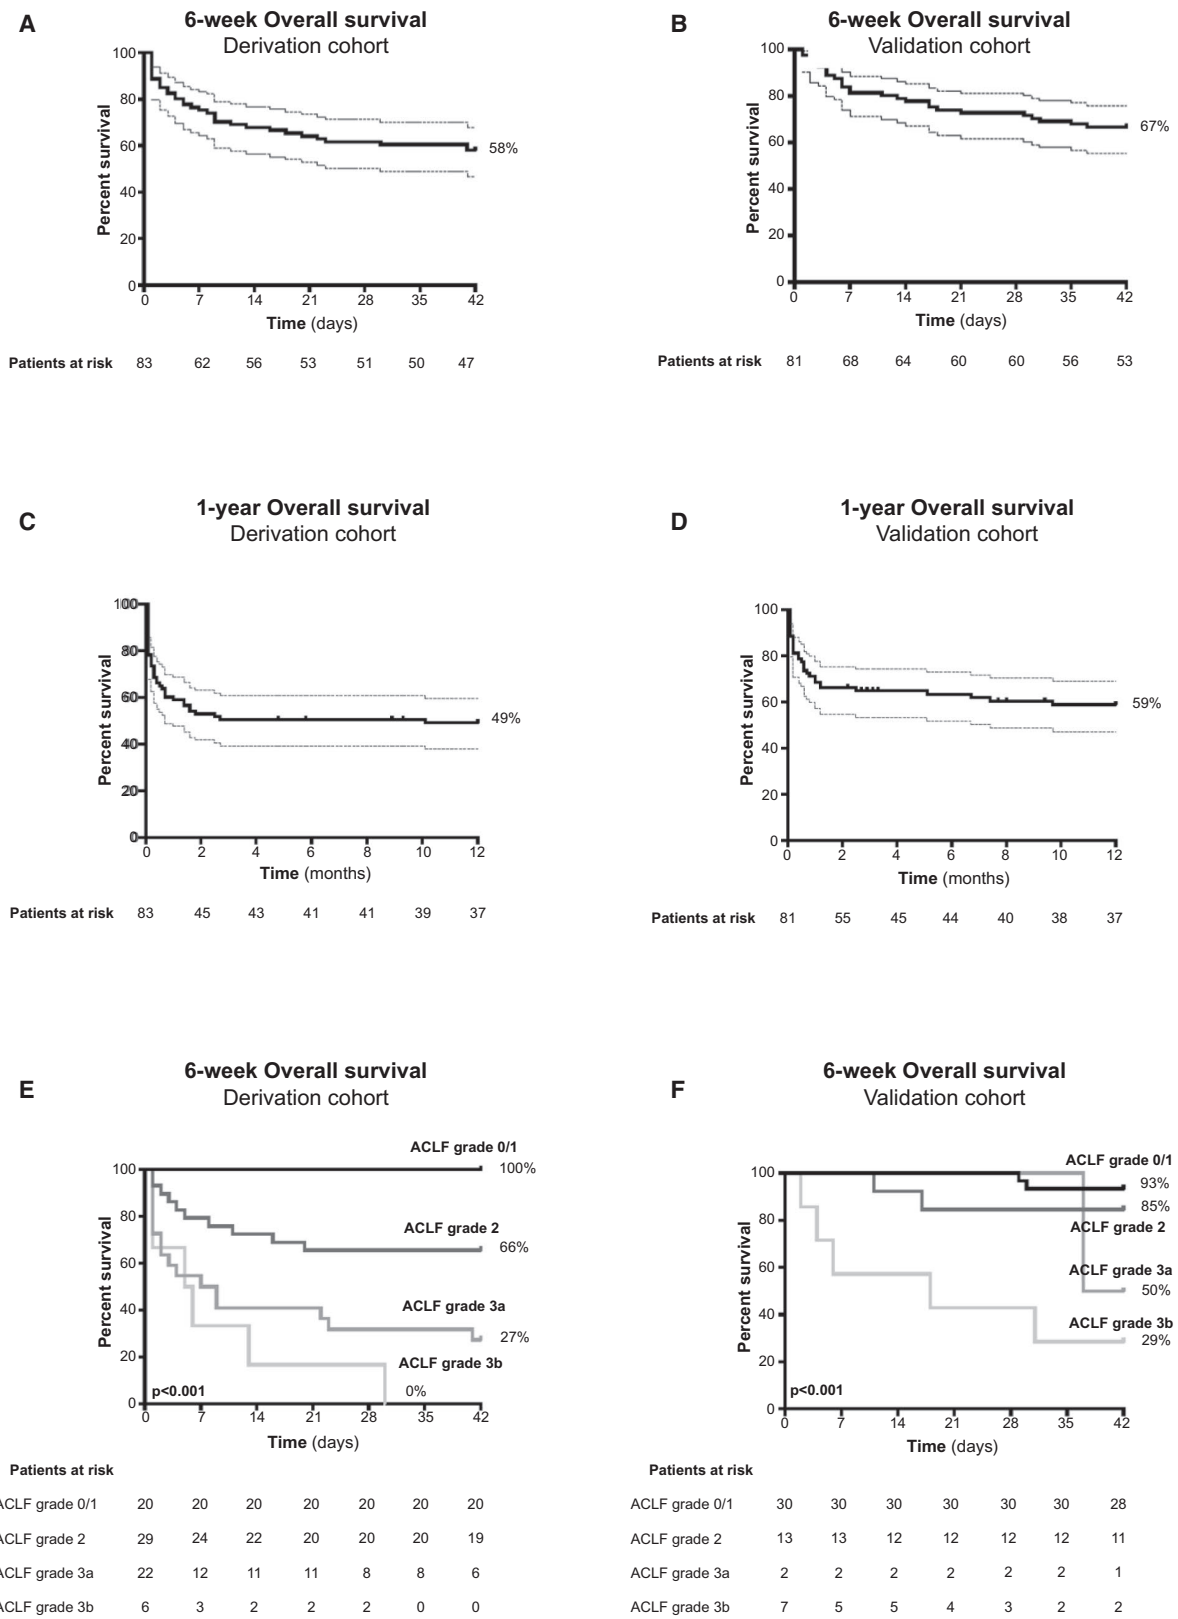 A
6-week Overall survival
Derivation cohort
100
80
60
40
20
0
Percent survival
58%
0 7 14 21 28 35 42
Time (days)
Patients at risk 83 62 56 53 51 50 47
B
6-week Overall survival
Validation cohort
100
80
60
40
20
0
Percent survival
67%
0 7 14 21 28 35 42
Time (days)
Patients at risk 81 68 64 60 60 56 53
C
1-year Overall survival
Derivation cohort
100
80
60
40
20
0
Percent survival
49%
0 2 4 6 8 10 12
Time (months)
Patients at risk 83 45 43 41 41 39 37
D
1-year Overall survival
Validation cohort
100
80
60
40
20
0
Percent survival
59%
0 2 4 6 8 10 12
Time (months)
Patients at risk 81 55 45 44 40 38 37
E
6-week Overall survival
Derivation cohort
100
80
60
40
20
0
Percent survival
ACLF grade 0/1
100%
ACLF grade 2
66%
ACLF grade 3a
27%
ACLF grade 3b
0%
p<0.001
0 7 14 21 28 35 42
Time (days)
Patients at risk
ACLF grade 0/1 20 20 20 20 20 20 20
ACLF grade 2 29 24 22 20 20 20 19
ACLF grade 3a 22 12 11 11 8 8 6
ACLF grade 3b 6 3 2 2 2 0 0
F
6-week Overall survival
Validation cohort
100
80
60
40
20
0
Percent survival
ACLF grade 0/1
93%
85%
ACLF grade 2
ACLF grade 3a
50%
ACLF grade 3b
29%
p<0.001
0 7 14 21 28 35 42
Time (days)
Patients at risk
ACLF grade 0/1 30 30 30 30 30 30 28
ACLF grade 2 13 13 12 12 12 12 11
ACLF grade 3a 2 2 2 2 2 2 1
ACLF grade 3b 7 5 5 4 3 2 2